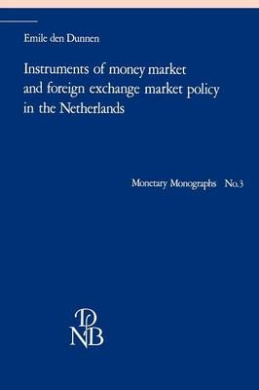 Emile den Dunnen
Instruments of money market
and foreign exchange market policy
in the Netherlands
Monetary Monographs No.3
DNB